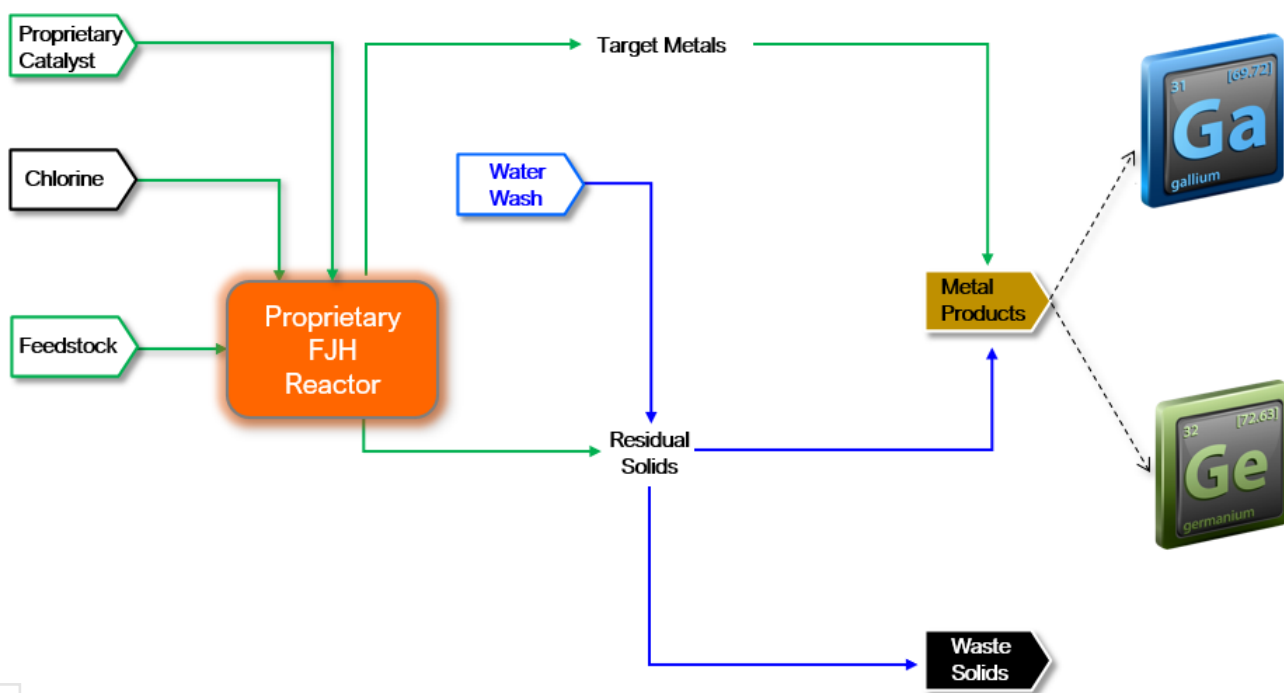 Proprietary
Catalyst
Target Metals
31 [69.72]
Ga
gallium
Chlorine
Water
Wash
Proprietary
FJH
Reactor
Feedstock
Metal
Products
Residual
Solids
32 [72.63]
Ge
germanium
Waste
Solids